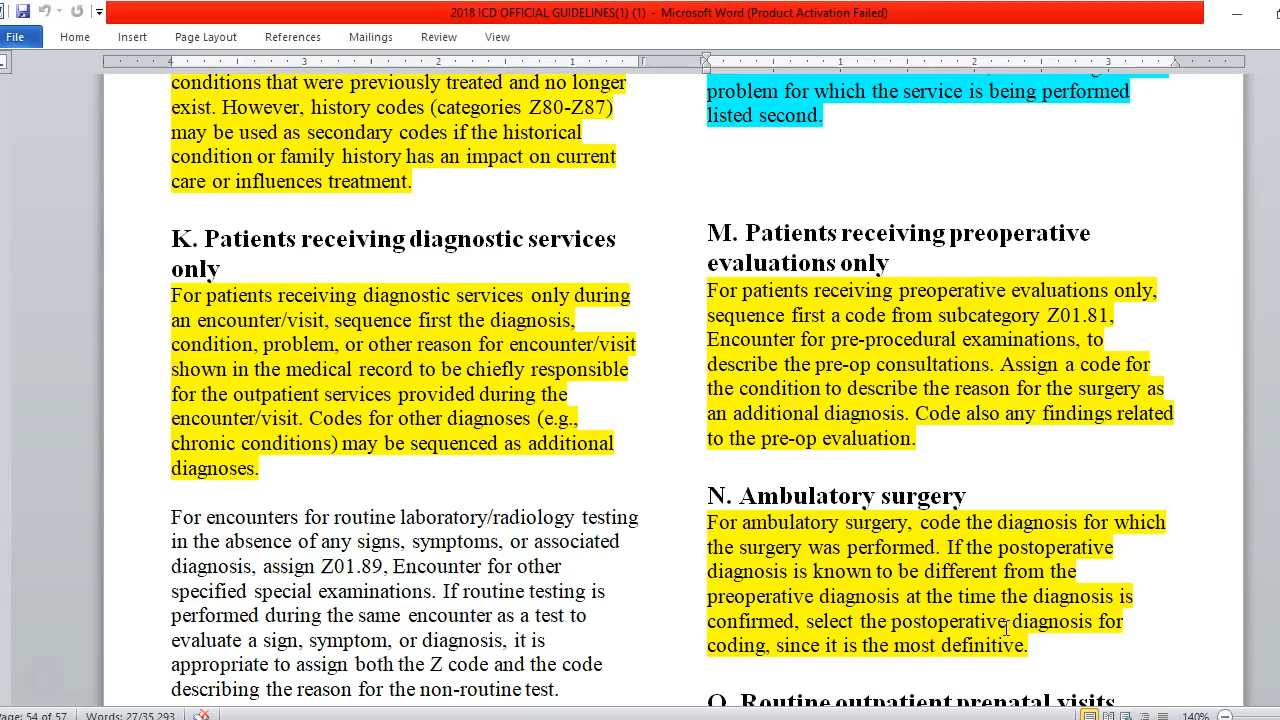 2018 ICD OFFICIAL GUIDELINES(1) (1) - Microsoft Word (Product Activation Failed)
File Home Insert Page Layout References Mailings Review View
4 2 1 1 2 3
conditions that were previously treated and no longer
exist. However, history codes (categories Z80-Z87)
may be used as secondary codes if the historical
condition or family history has an impact on current
care or influences treatment.
K. Patients receiving diagnostic services
only
For patients receiving diagnostic services only during
an encounter/visit, sequence first the diagnosis,
condition, problem, or other reason for encounter/visit
shown in the medical record to be chiefly responsible
for the outpatient services provided during the
encounter/visit. Codes for other diagnoses (e.g.,
chronic conditions) may be sequenced as additional
diagnoses.
For encounters for routine laboratory/radiology testing
in the absence of any signs, symptoms, or associated
diagnosis, assign Z01.89, Encounter for other
specified special examinations. If routine testing is
performed during the same encounter as a test to
evaluate a sign, symptom, or diagnosis, it is
appropriate to assign both the Z code and the code
describing the reason for the non-routine test.
problem for which the service is being performed
listed second.
M. Patients receiving preoperative
evaluations only
For patients receiving preoperative evaluations only,
sequence first a code from subcategory Z01.81,
Encounter for pre-procedural examinations, to
describe the pre-op consultations. Assign a code for
the condition to describe the reason for the surgery as
an additional diagnosis. Code also any findings related
to the pre-op evaluation.
N. Ambulatory surgery
For ambulatory surgery, code the diagnosis for which
the surgery was performed. If the postoperative
diagnosis is known to be different from the
preoperative diagnosis at the time the diagnosis is
confirmed, select the postoperative diagnosis for
coding, since it is the most definitive.
O. Routine outpatient prenatal visits
Page: 54 of 57 Words: 27/35,293 140%